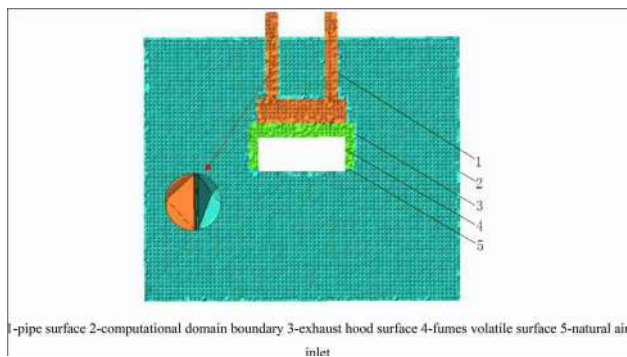 1
2
3
4
5
1-pipe surface 2-computational domain boundary 3-exhaust hood surface 4-fumes volatile surface 5-natural air
inlet